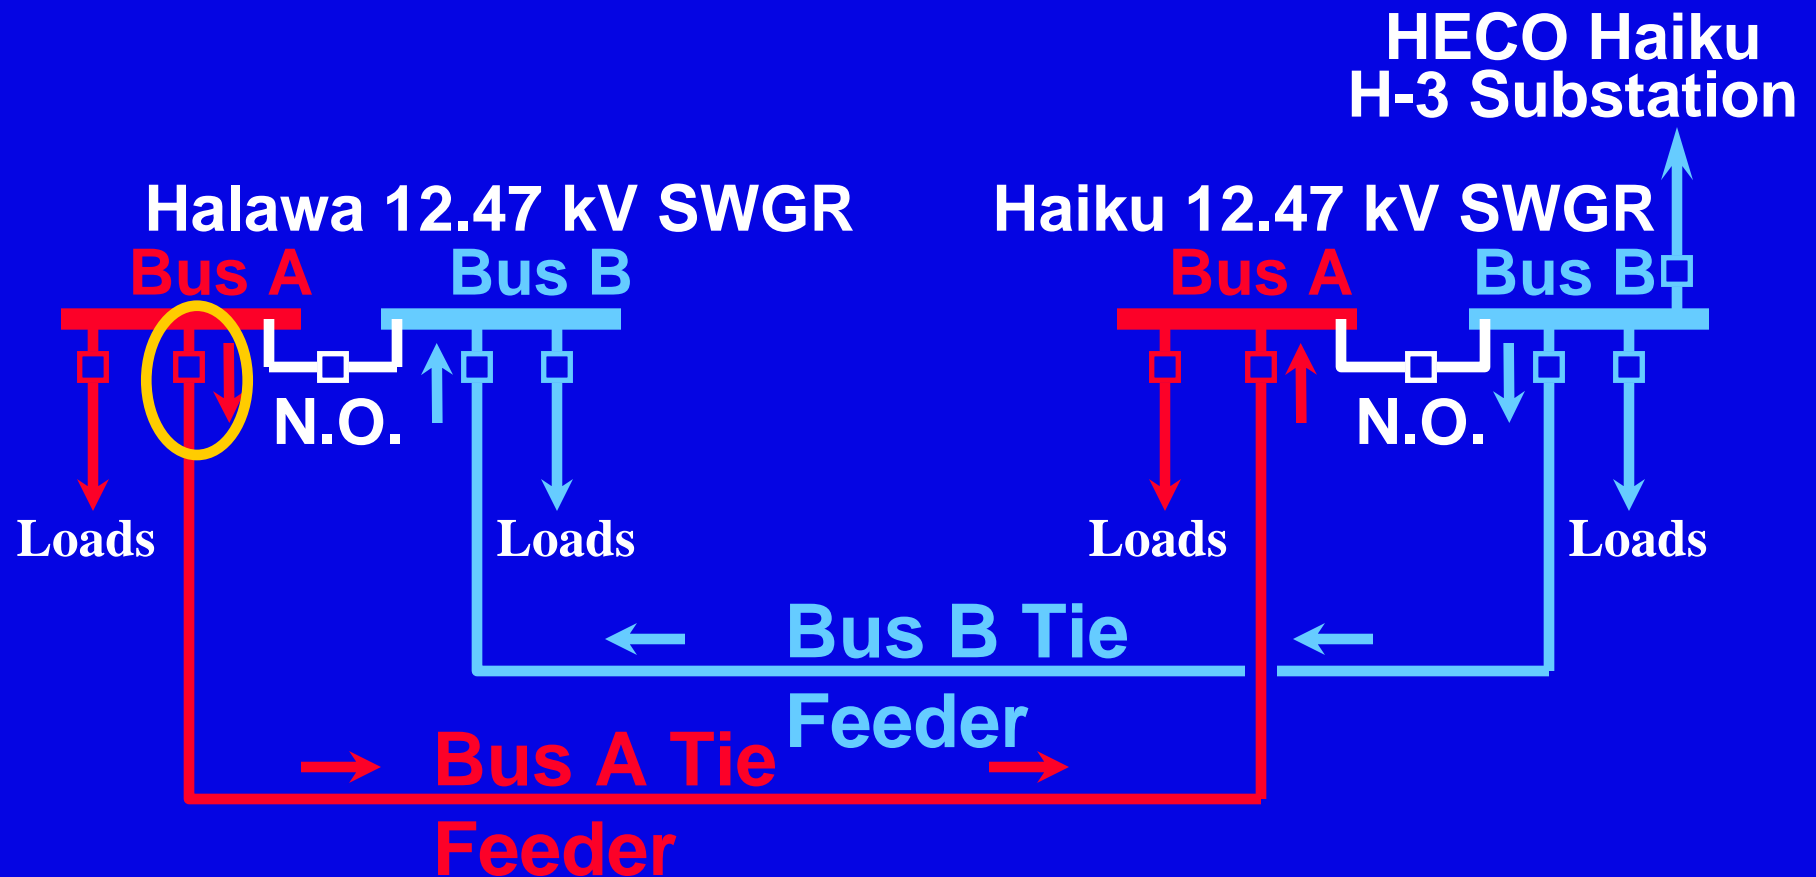 HECO Haiku
H-3 Substation
Halawa 12.47 kV SWGR
Haiku 12.47 kV SWGR
Bus A
Bus B
Bus A
Bus B
N.O.
N.O.
Loads
Loads
Loads
Loads
Bus B Tie
Feeder
Bus A Tie
Feeder